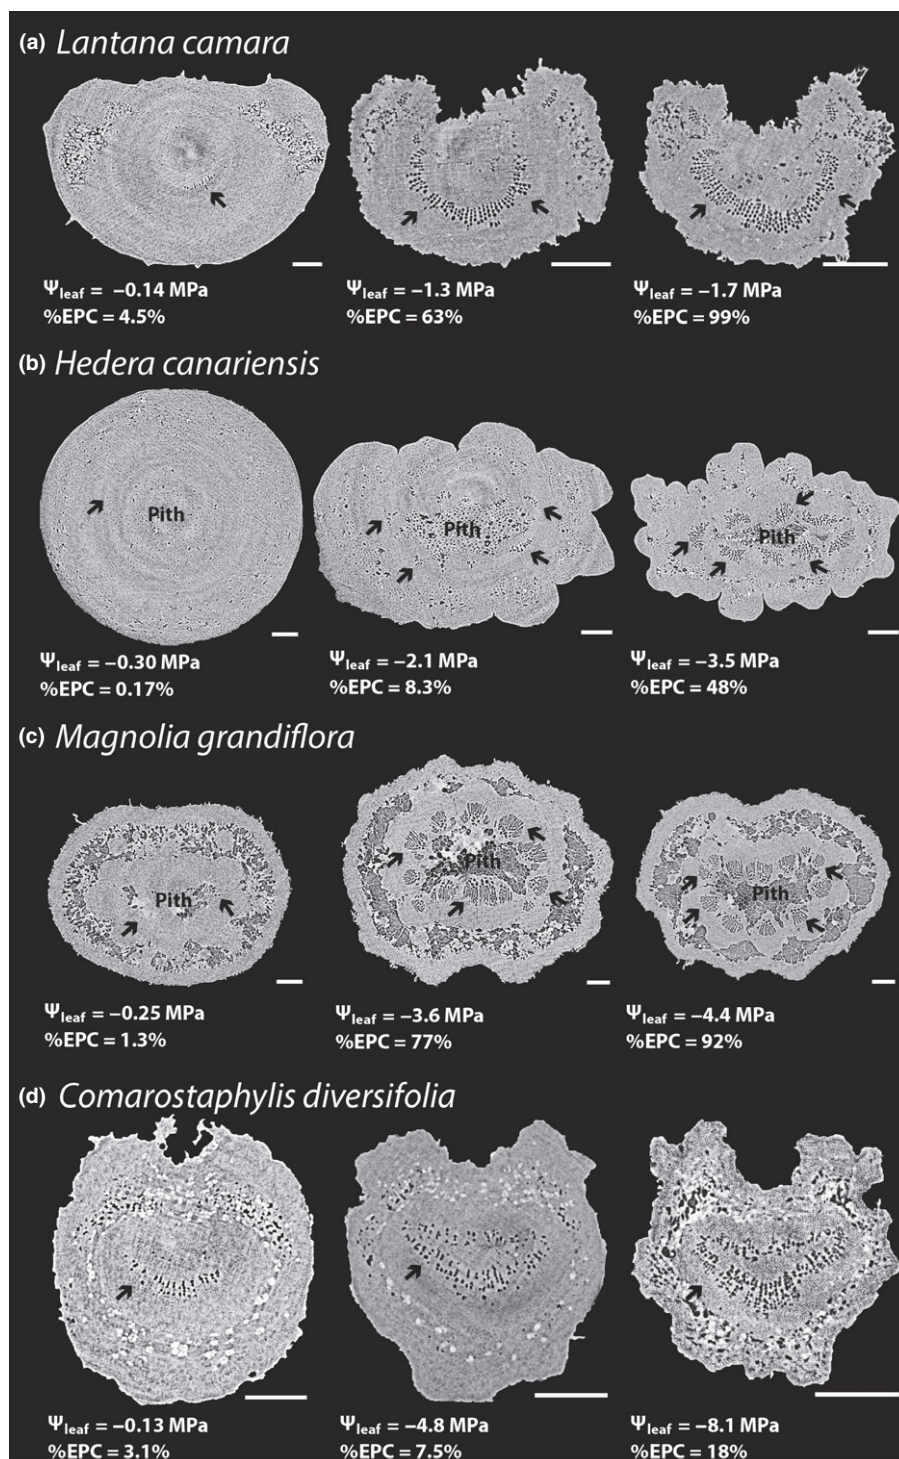 (a) Lantana camara
Ψleaf = −0.14 MPa
%EPC = 4.5%
Ψleaf = −1.3 MPa
%EPC = 63%
Ψleaf = −1.7 MPa
%EPC = 99%
(b) Hedera canariensis
Pith
Pith
Pith
Ψleaf = −0.30 MPa
%EPC = 0.17%
Ψleaf = −2.1 MPa
%EPC = 8.3%
Ψleaf = −3.5 MPa
%EPC = 48%
(c) Magnolia grandiflora
Pith
Pith
Pith
Ψleaf = −0.25 MPa
%EPC = 1.3%
Ψleaf = −3.6 MPa
%EPC = 77%
Ψleaf = −4.4 MPa
%EPC = 92%
(d) Comarostaphylis diversifolia
Ψleaf = −0.13 MPa
%EPC = 3.1%
Ψleaf = −4.8 MPa
%EPC = 7.5%
Ψleaf = −8.1 MPa
%EPC = 18%